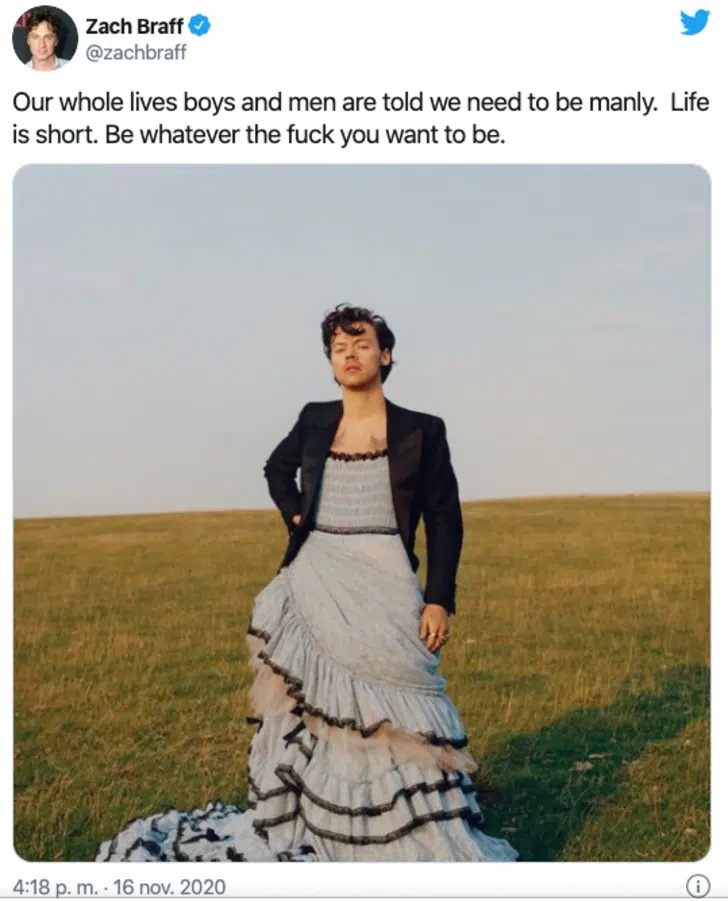 Zach Braff
@zachbraff
Our whole lives boys and men are told we need to be manly.  Life
is short. Be whatever the fuck you want to be.
4:18 p. m. · 16 nov. 2020